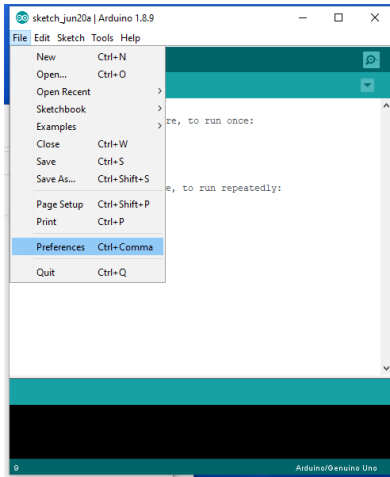 sketch_jun20a | Arduino 1.8.9
File Edit Sketch Tools Help
New Ctrl+N
Open... Ctrl+O
Open Recent
Sketchbook
Examples
Close Ctrl+W
Save Ctrl+S
Save As... Ctrl+Shift+S
Page Setup Ctrl+Shift+P
Print Ctrl+P
Preferences Ctrl+Comma
Quit Ctrl+Q
re, to run once:
e, to run repeatedly:
9 Arduino/Genuino Uno